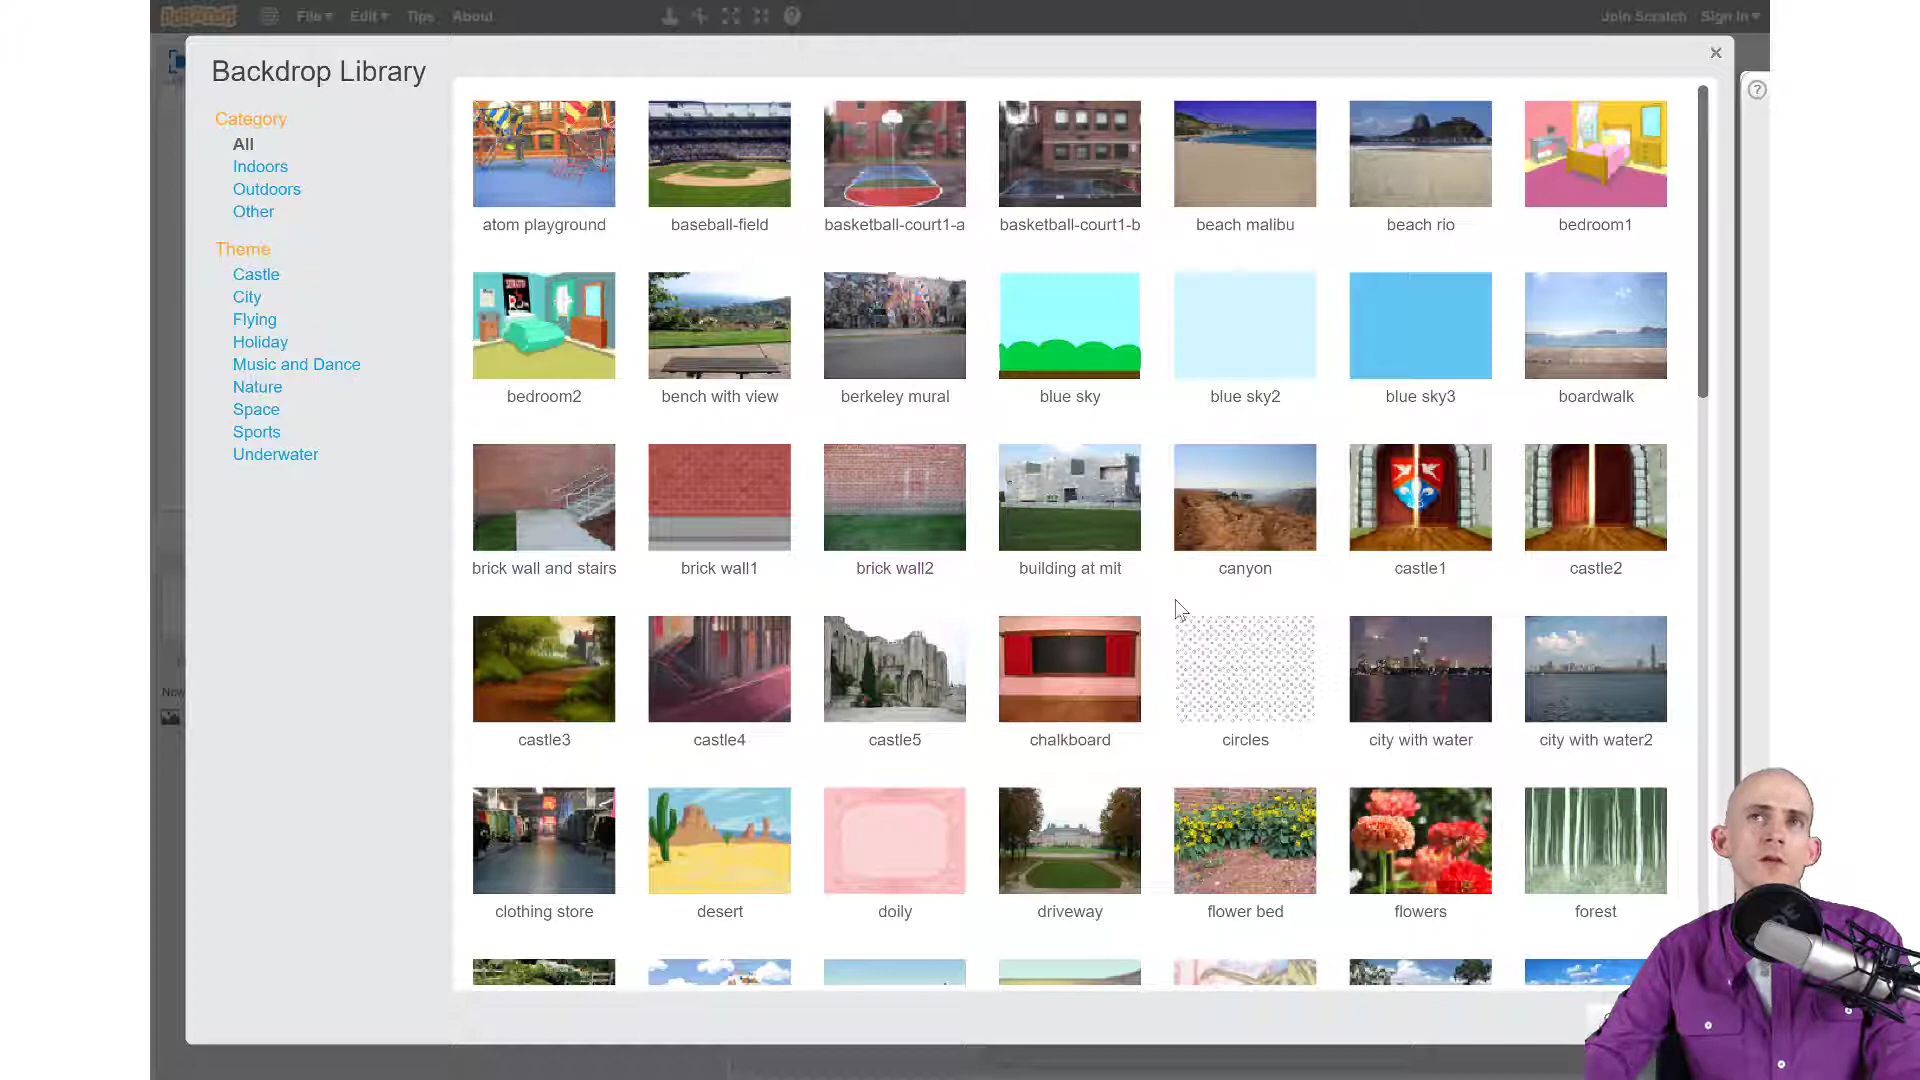 File Edit Tips About
Join Scratch Sign In
Backdrop Library
Category
All
Indoors
Outdoors
Other
Theme
Castle
City
Flying
Holiday
Music and Dance
Nature
Space
Sports
Underwater
atom playground baseball-field basketball-court1-a basketball-court1-b beach malibu beach rio bedroom1
bedroom2 bench with view berkeley mural blue sky blue sky2 blue sky3 boardwalk
brick wall and stairs brick wall1 brick wall2 building at mit canyon castle1 castle2
castle3 castle4 castle5 chalkboard circles city with water city with water2
clothing store desert doily driveway flower bed flowers forest